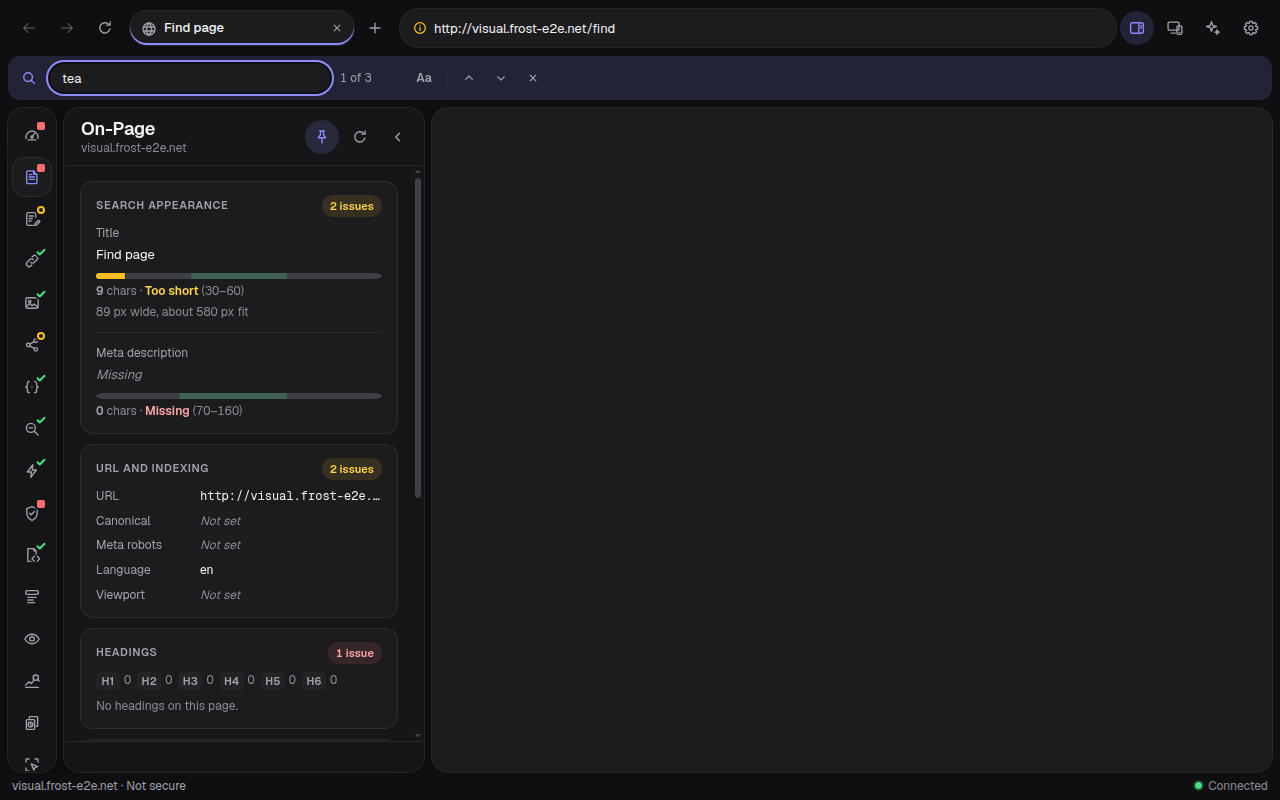 Find page
http://visual.frost-e2e.net/find
tea
1 of 3
Aa
On-Page
visual.frost-e2e.net
SEARCH APPEARANCE
2 issues
Title
Find page
9 chars · Too short (30–60)
89 px wide, about 580 px fit
Meta description
Missing
0 chars · Missing (70–160)
URL AND INDEXING
2 issues
URL http://visual.frost-e2e.…
Canonical Not set
Meta robots Not set
Language en
Viewport Not set
HEADINGS
1 issue
H1 0 H2 0 H3 0 H4 0 H5 0 H6 0
No headings on this page.
visual.frost-e2e.net · Not secure
Connected